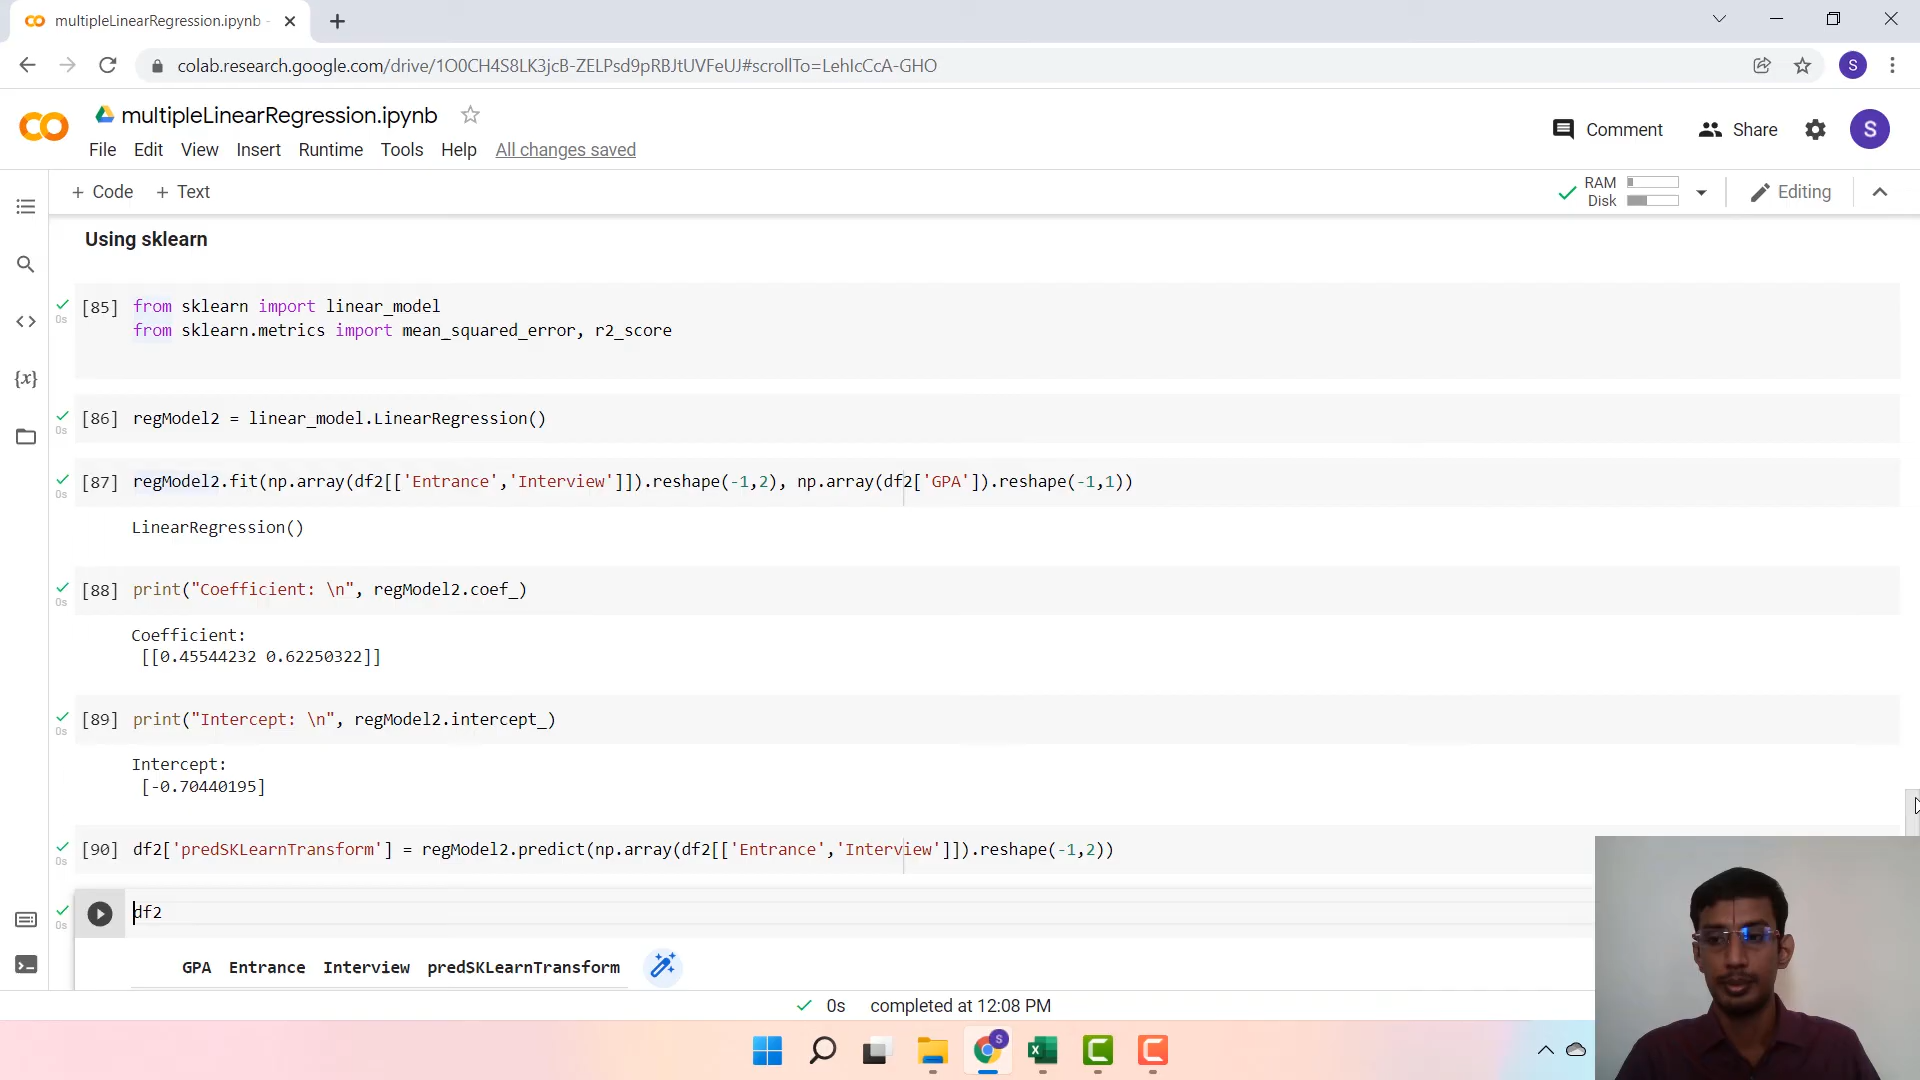 multipleLinearRegression.ipynb -
colab.research.google.com/drive/1O0CH4S8LK3jcB-ZELPsd9pRBJtUVFeUJ#scrollTo=LehIcCcA-GHO
S
multipleLinearRegression.ipynb
Comment
Share
S
File Edit View Insert Runtime Tools Help All changes saved
+ Code + Text
RAM
Disk
Editing
Using sklearn
[85] from sklearn import linear_model
0s
from sklearn.metrics import mean_squared_error, r2_score
{x}
[86] regModel2 = linear_model.LinearRegression()
0s
[87] regModel2.fit(np.array(df2[['Entrance','Interview']]).reshape(-1,2), np.array(df2['GPA']).reshape(-1,1))
0s
LinearRegression()
[88] print("Coefficient: \n", regModel2.coef_)
0s
Coefficient:
[[0.45544232 0.62250322]]
[89] print("Intercept: \n", regModel2.intercept_)
0s
Intercept:
[-0.70440195]
[90] df2['predSKLearnTransform'] = regModel2.predict(np.array(df2[['Entrance','Interview']]).reshape(-1,2))
0s
df2
0s
GPA Entrance Interview predSKLearnTransform
0s completed at 12:08 PM
S